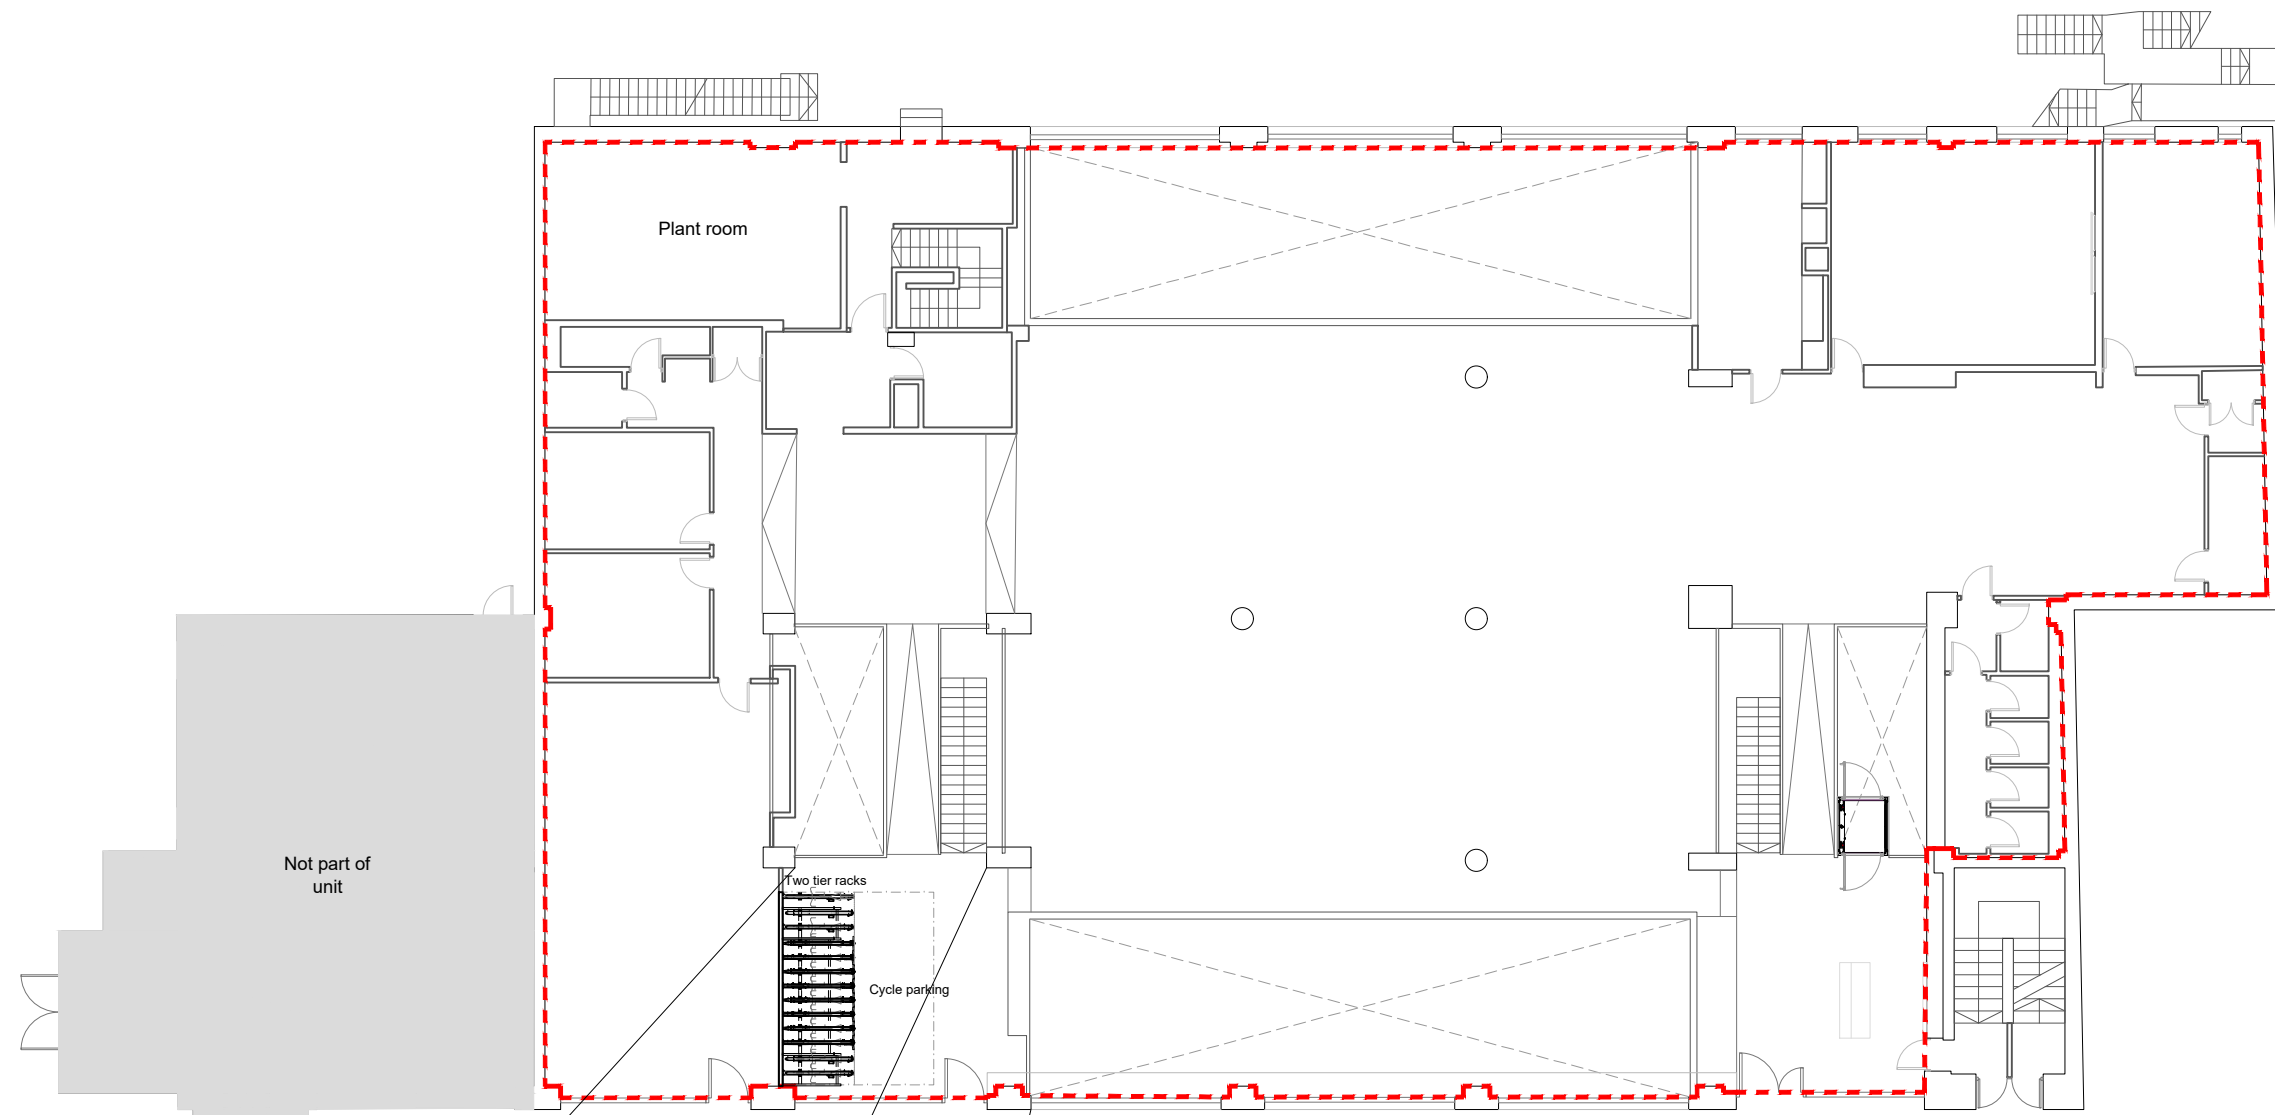 Plant room
Not part of
unit
Two tier racks
Cycle parking